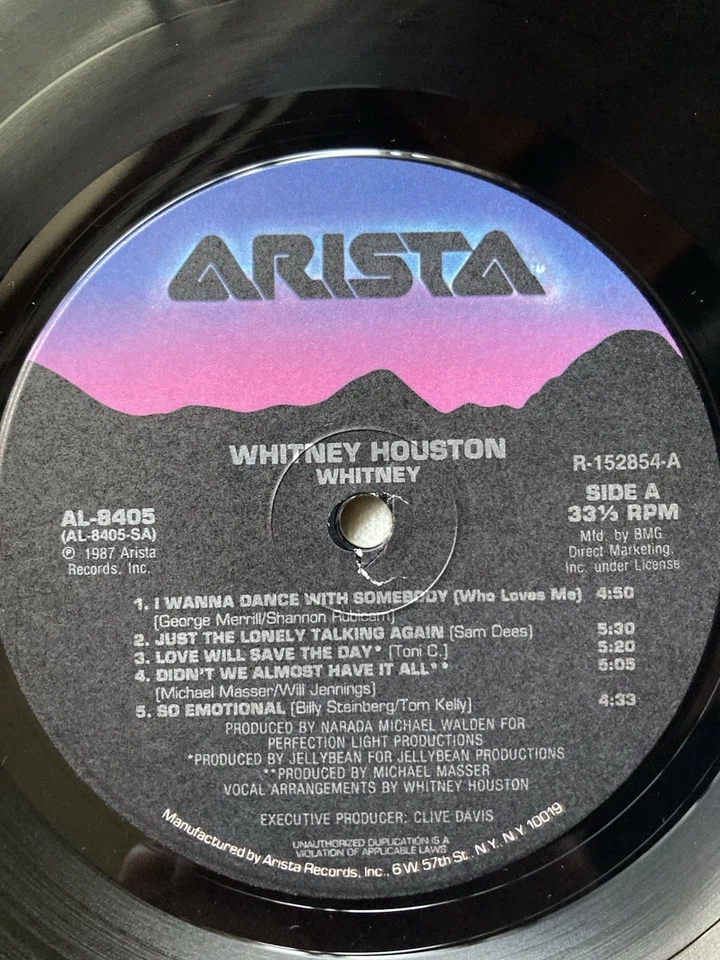 ARISTA
WHITNEY HOUSTON
WHITNEY
R-152854-A
SIDE A
33⅓ RPM
Mfd. by BMG
Direct Marketing,
Inc. under License
AL-8405
(AL-8405-SA)
℗ 1987 Arista
Records, Inc.
1. I WANNA DANCE WITH SOMEBODY (Who Loves Me) 4:50
(George Merrill/Shannon Rubicam)
2. JUST THE LONELY TALKING AGAIN (Sam Dees) 5:30
3. LOVE WILL SAVE THE DAY* (Toni C.) 5:20
4. DIDN'T WE ALMOST HAVE IT ALL** 5:05
(Michael Masser/Will Jennings)
5. SO EMOTIONAL (Billy Steinberg/Tom Kelly) 4:33
PRODUCED BY NARADA MICHAEL WALDEN FOR
PERFECTION LIGHT PRODUCTIONS
*PRODUCED BY JELLYBEAN FOR JELLYBEAN PRODUCTIONS
**PRODUCED BY MICHAEL MASSER
VOCAL ARRANGEMENTS BY WHITNEY HOUSTON
EXECUTIVE PRODUCER: CLIVE DAVIS
UNAUTHORIZED DUPLICATION IS A
VIOLATION OF APPLICABLE LAWS
Manufactured by Arista Records, Inc., 6 W. 57th St., N.Y., N.Y. 10019